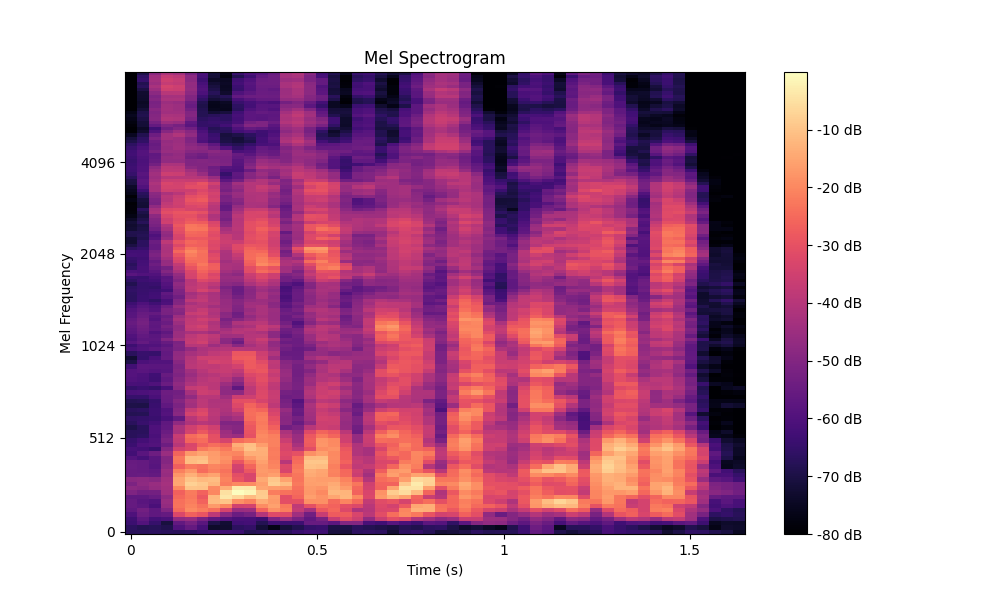 Mel Spectrogram
Mel Frequency
4096
2048
1024
512
0
0
0.5
1
1.5
Time (s)
-10 dB
-20 dB
-30 dB
-40 dB
-50 dB
-60 dB
-70 dB
-80 dB